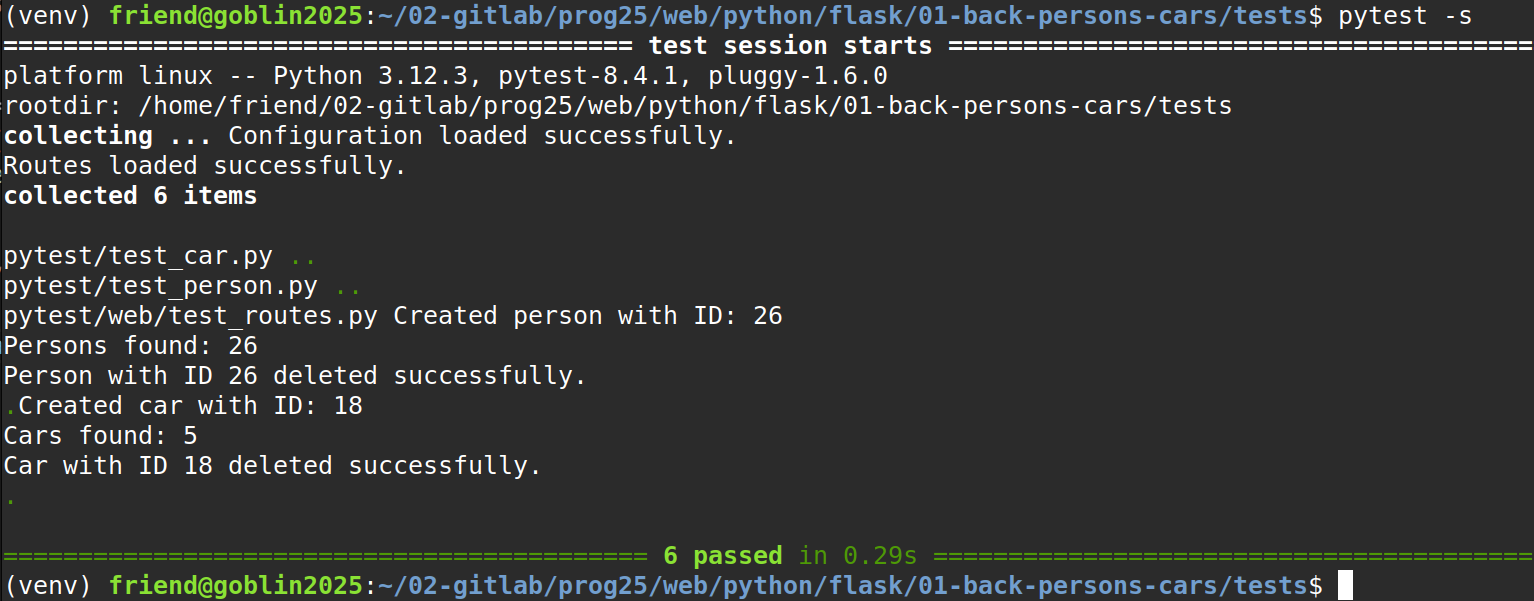 (venv) friend@goblin2025:~/02-gitlab/prog25/web/python/flask/01-back-persons-cars/tests$ pytest -s
========================================== test session starts =======================================
platform linux -- Python 3.12.3, pytest-8.4.1, pluggy-1.6.0
rootdir: /home/friend/02-gitlab/prog25/web/python/flask/01-back-persons-cars/tests
collecting ... Configuration loaded successfully.
Routes loaded successfully.
collected 6 items

pytest/test_car.py ..
pytest/test_person.py ..
pytest/web/test_routes.py Created person with ID: 26
Persons found: 26
Person with ID 26 deleted successfully.
.Created car with ID: 18
Cars found: 5
Car with ID 18 deleted successfully.
.

=========================================== 6 passed in 0.29s ========================================
(venv) friend@goblin2025:~/02-gitlab/prog25/web/python/flask/01-back-persons-cars/tests$